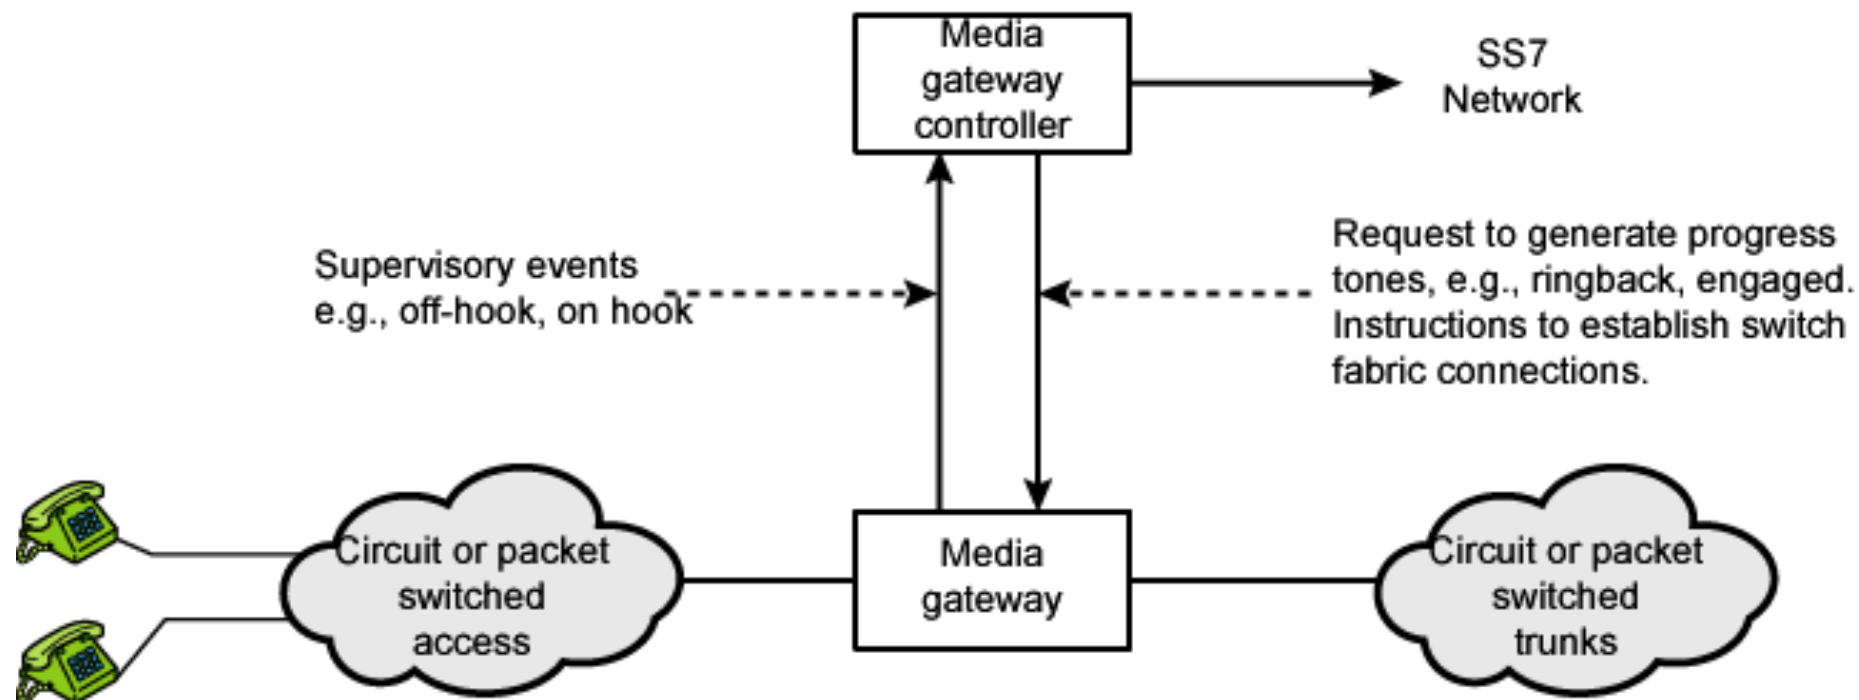 Media
gateway
controller
SS7
Network
Supervisory events
e.g., off-hook, on hook
Request to generate progress
tones, e.g., ringback, engaged.
Instructions to establish switch
fabric connections.
Circuit or packet
switched
access
Media
gateway
Circuit or packet
switched
trunks